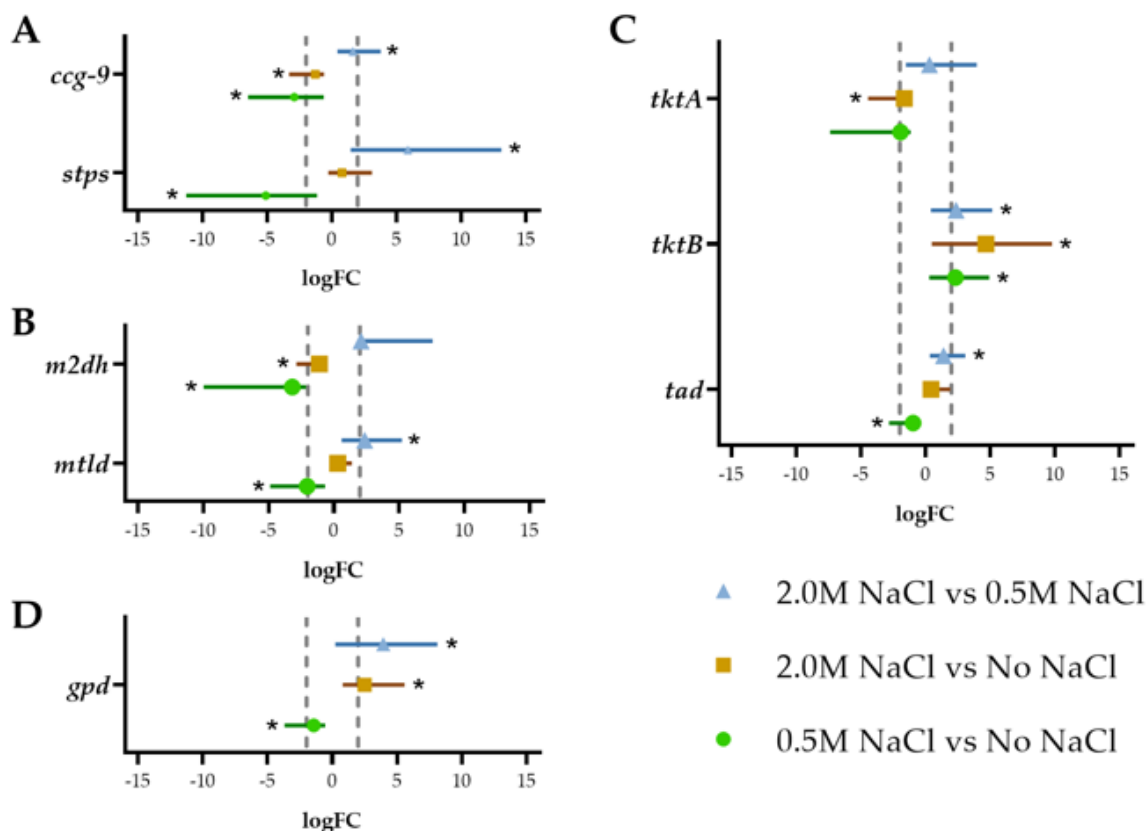 A
ccg-9
*
*
*
stps
*
*
-15 -10 -5 0 5 10 15
logFC
B
m2dh
*
*
mtld
*
*
-15 -10 -5 0 5 10 15
logFC
D
gpd
*
*
*
-15 -10 -5 0 5 10 15
logFC
C
tktA
*
tktB
*
*
*
tad
*
*
-15 -10 -5 0 5 10 15
logFC
2.0M NaCl vs 0.5M NaCl
2.0M NaCl vs No NaCl
0.5M NaCl vs No NaCl